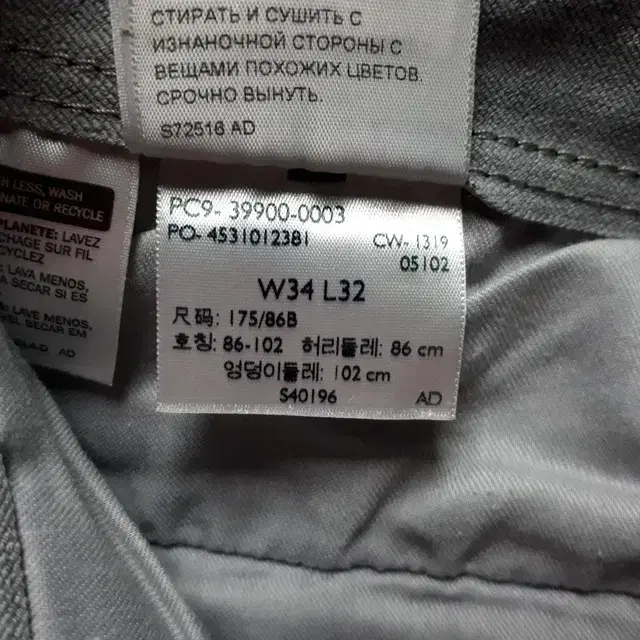 СТИРАТЬ И СУШИТЬ С
ИЗНАНОЧНОЙ СТОРОНЫ С
ВЕЩАМИ ПОХОЖИХ ЦВЕТОВ.
СРОЧНО ВЫНУТЬ.
S72516 AD
LESS, WASH
OR RECYCLE
PLANETE: LAVEZ
SUR FIL
LAVA MENOS,
A SECAR SI ES
LAVE MENOS,
SECAR EM
AD
PC9- 39900-0003
PO- 4531012381 CW- 1319
05102
W34 L32
尺码: 175/86B
호칭: 86-102 허리둘레: 86 cm
엉덩이둘레: 102 cm
S40196 AD